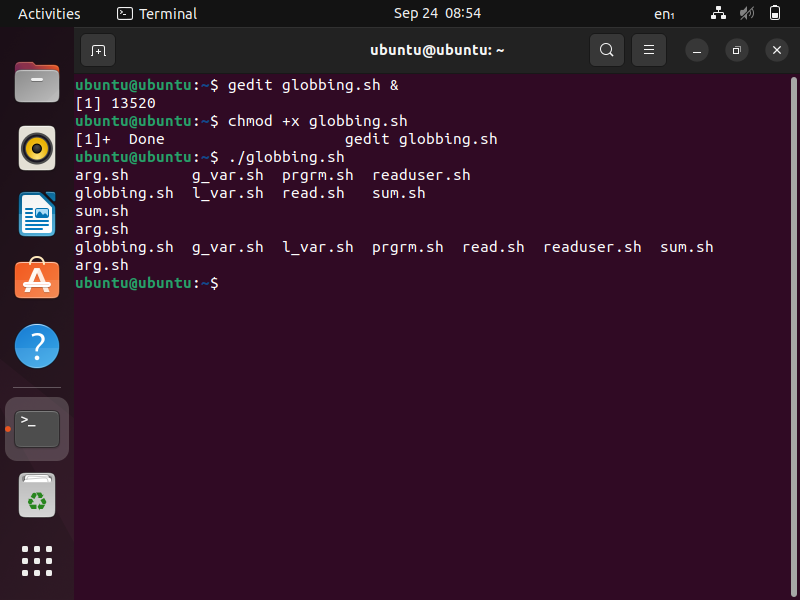 Activities Terminal Sep 24 08:54 en₁
ubuntu@ubuntu: ~
ubuntu@ubuntu:~$ gedit globbing.sh &
[1] 13520
ubuntu@ubuntu:~$ chmod +x globbing.sh
[1]+  Done                    gedit globbing.sh
ubuntu@ubuntu:~$ ./globbing.sh
arg.sh       g_var.sh  prgrm.sh  readuser.sh
globbing.sh  l_var.sh  read.sh   sum.sh
sum.sh
arg.sh
globbing.sh  g_var.sh  l_var.sh  prgrm.sh  read.sh  readuser.sh  sum.sh
arg.sh
ubuntu@ubuntu:~$